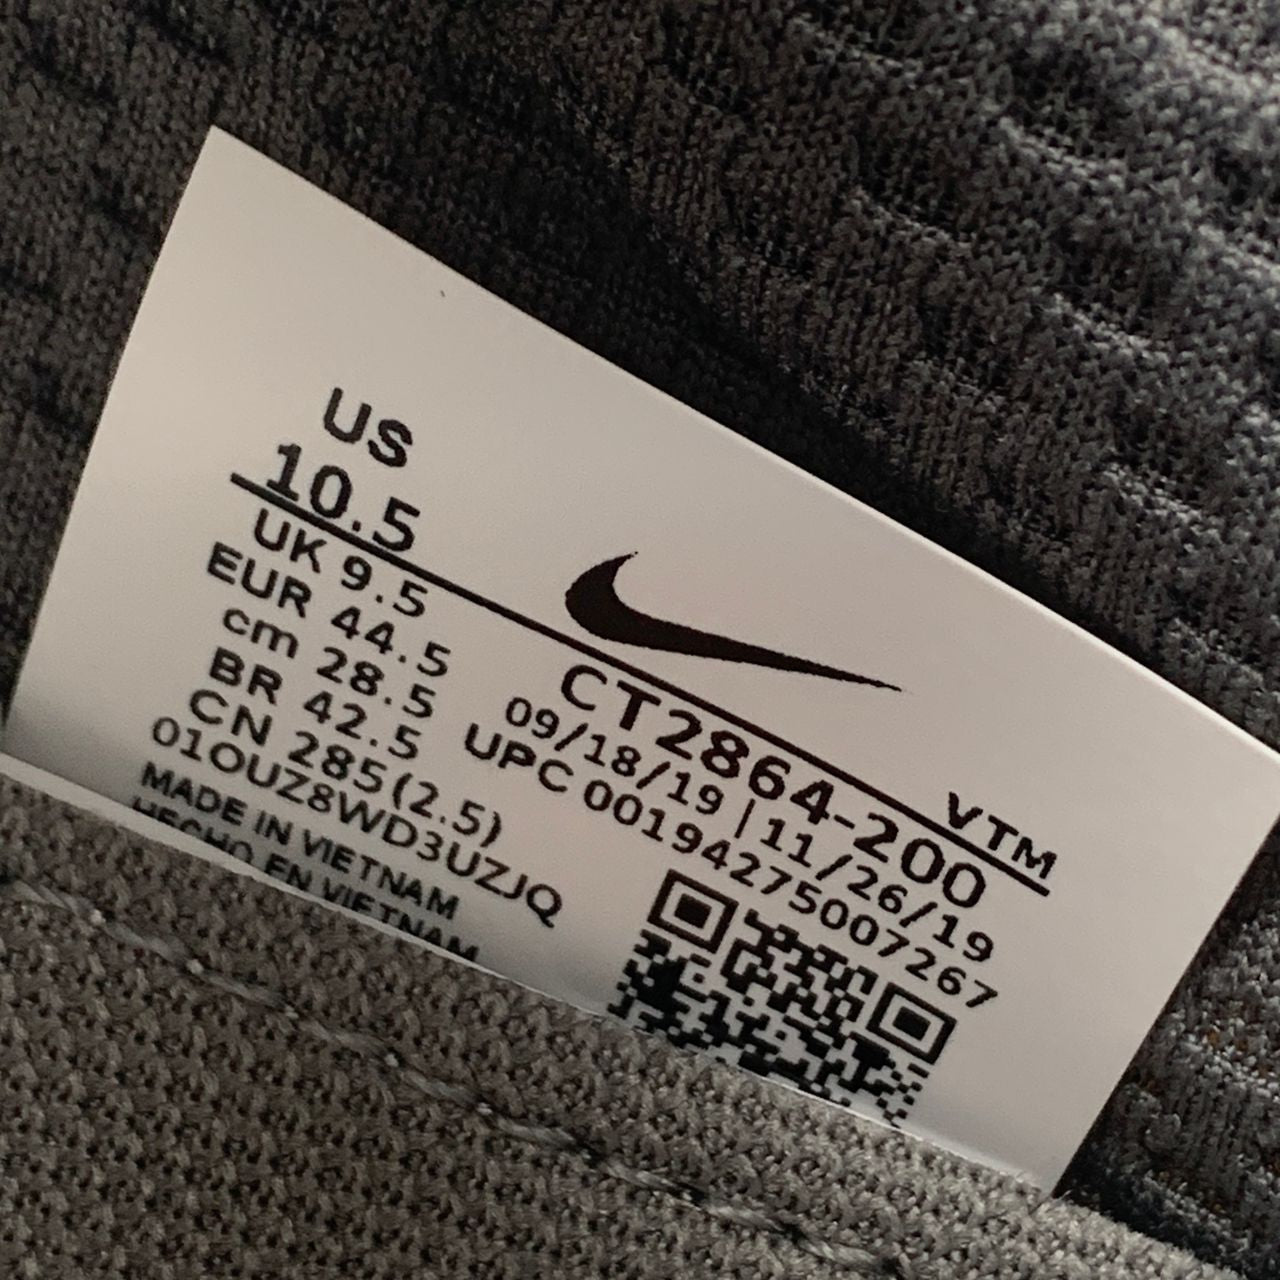 US
10.5
UK 9.5
EUR 44.5
cm 28.5
BR 42.5
CN 285(2.5)
01OUZ8WD3UZJQ
MADE IN VIETNAM
HECHO EN VIETNAM
VTM
CT2864-200
09/18/19 | 11/26/19
UPC 00194275007267